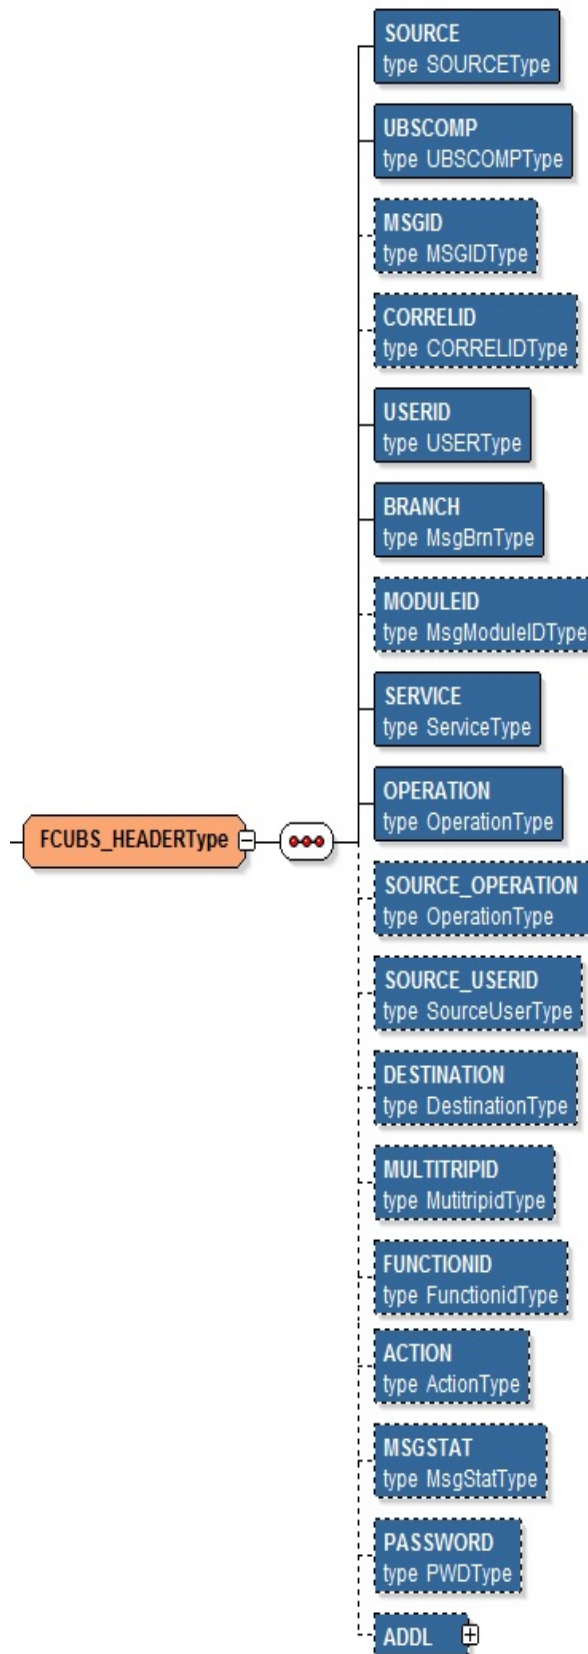 SOURCE
type SOURCEType
UBSCOMP
type UBSCOMPType
MSGID
type MSGIDType
CORRELID
type CORRELIDType
USERID
type USERType
BRANCH
type MsgBrnType
MODULEID
type MsgModuleIDType
SERVICE
type ServiceType
OPERATION
type OperationType
FCUBS_HEADERType
SOURCE_OPERATION
type OperationType
SOURCE_USERID
type SourceUserType
DESTINATION
type DestinationType
MULTITRIPID
type MutitripidType
FUNCTIONID
type FunctionidType
ACTION
type ActionType
MSGSTAT
type MsgStatType
PASSWORD
type PWDType
ADDL